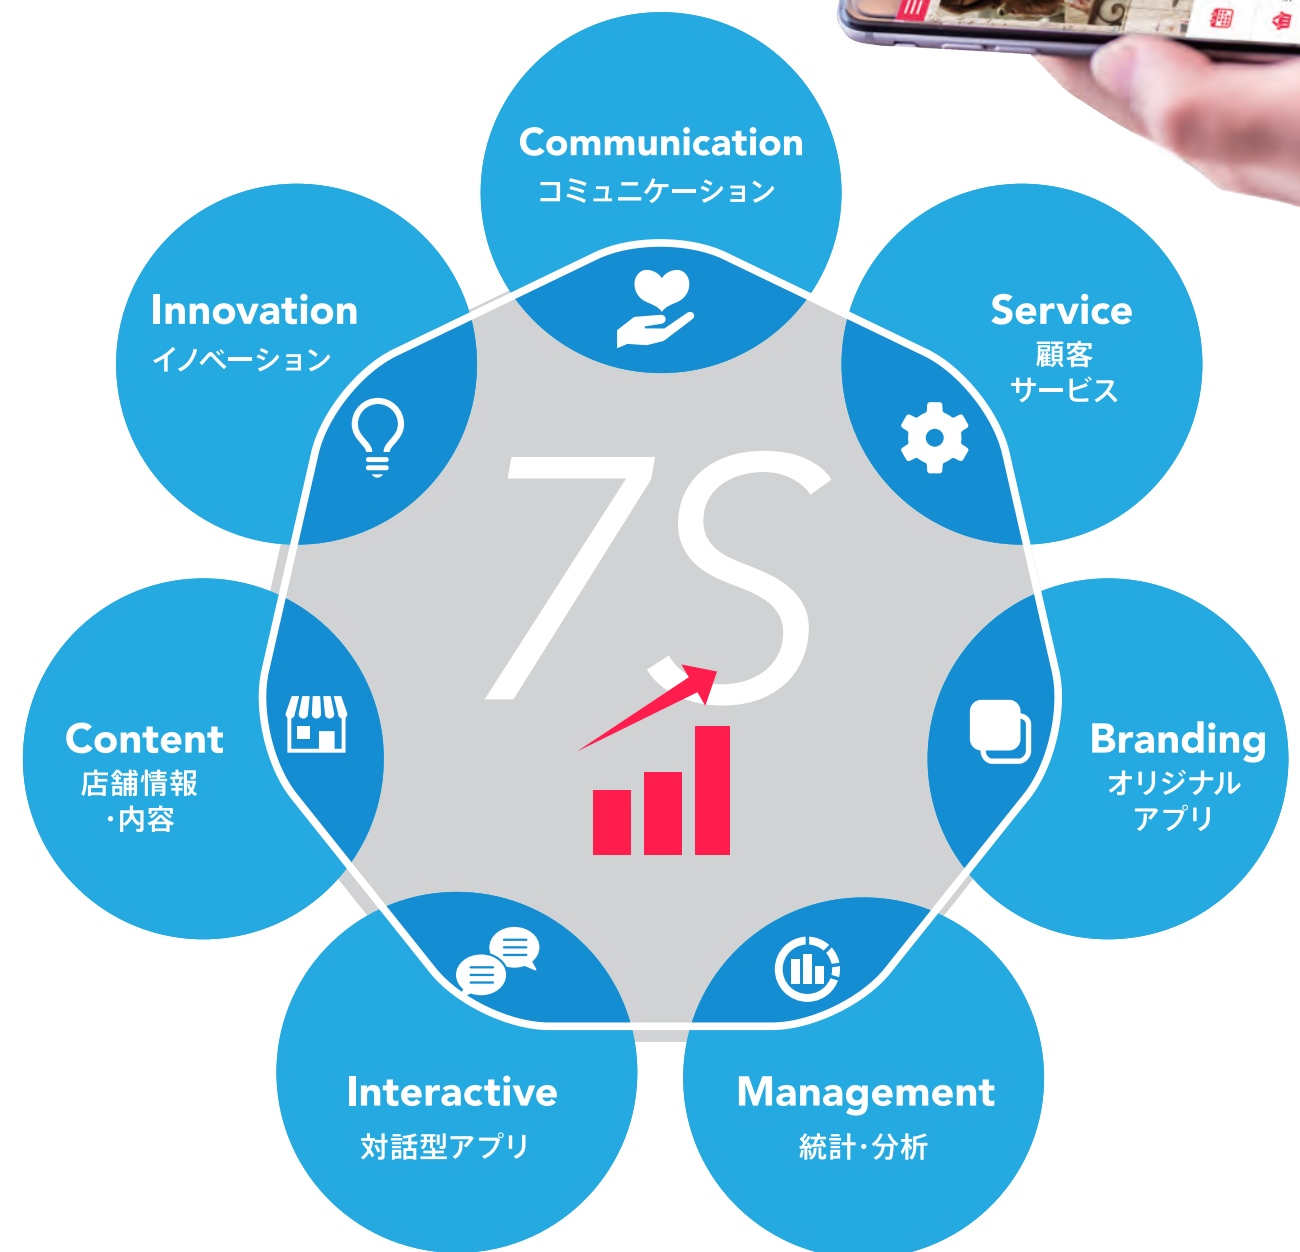 Communication
コミュニケーション
Innovation
イノベーション
Service
顧客
サービス
7S
Content
店舗情報
・内容
Branding
オリジナル
アプリ
Interactive
対話型アプリ
Management
統計・分析